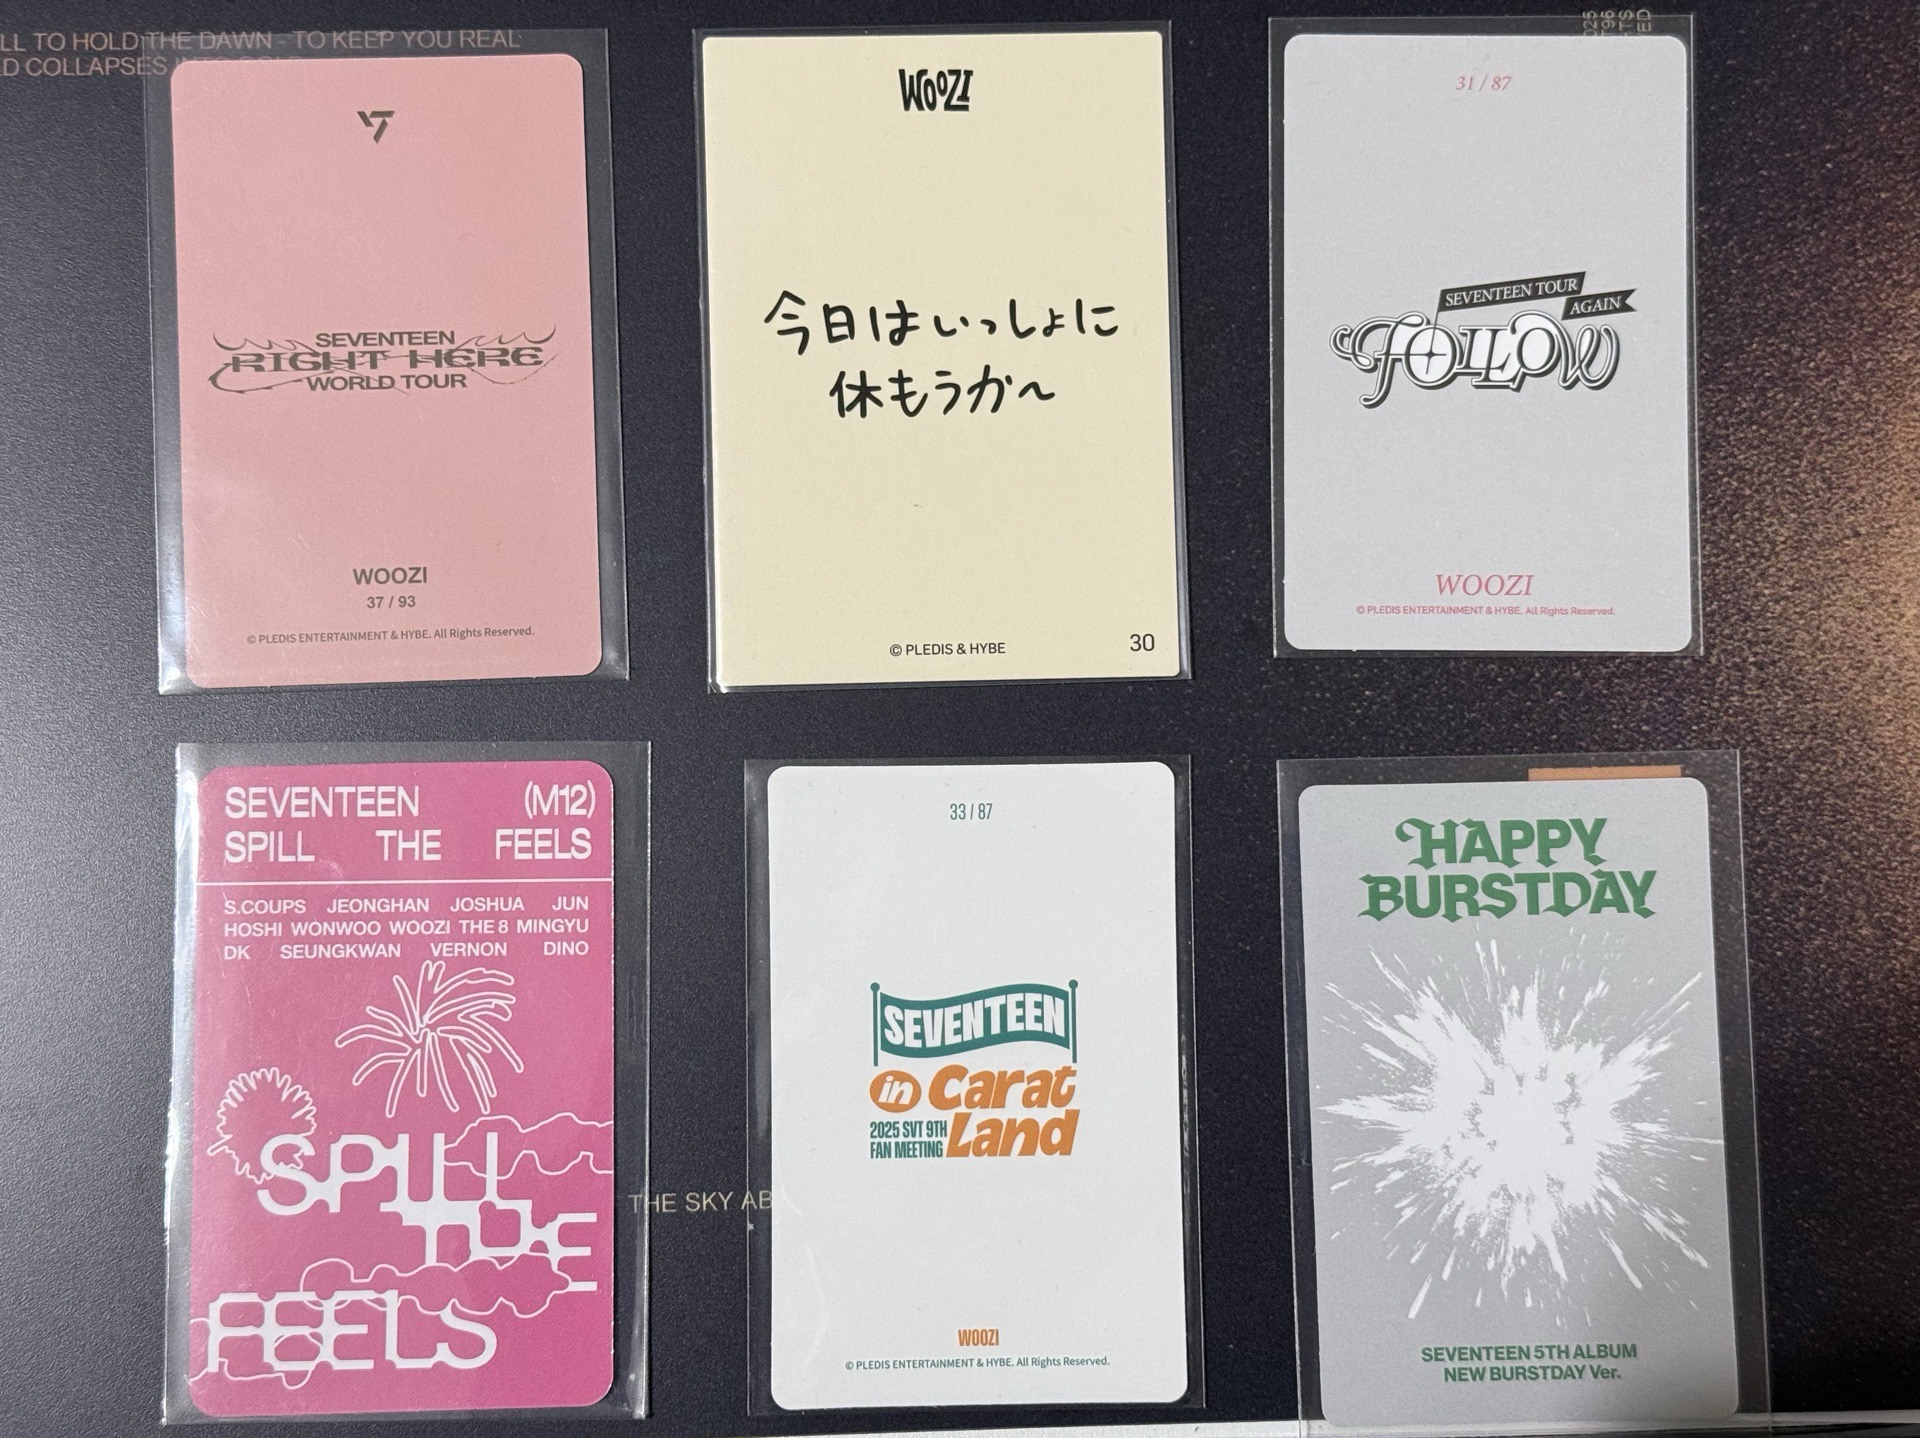 LL TO HOLD THE DAWN - TO KEEP YOU REAL
LD COLLAPSES INTO
SEVENTEEN
RIGHT HERE
WORLD TOUR
WOOZI
37 / 93
© PLEDIS ENTERTAINMENT & HYBE. All Rights Reserved.
WOOZI
今日はいっしょに
休もうか〜
© PLEDIS & HYBE
30
31 / 87
SEVENTEEN TOUR
AGAIN
FOLLOW
WOOZI
© PLEDIS ENTERTAINMENT & HYBE. All Rights Reserved.
SEVENTEEN (M12)
SPILL THE FEELS
S.COUPS JEONGHAN JOSHUA JUN
HOSHI WONWOO WOOZI THE 8 MINGYU
DK SEUNGKWAN VERNON DINO
SPILL
THE
FEELS
THE SKY AB
33 / 87
SEVENTEEN
in Carat
Land
2025 SVT 9TH
FAN MEETING
WOOZI
© PLEDIS ENTERTAINMENT & HYBE. All Rights Reserved.
HAPPY
BURSTDAY
SEVENTEEN 5TH ALBUM
NEW BURSTDAY Ver.